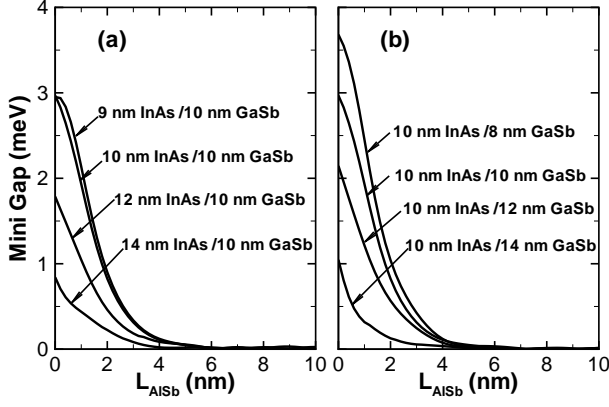 (a)
(b)
Mini Gap (meV)
4
3
2
1
0
9 nm InAs/10 nm GaSb
10 nm InAs/10 nm GaSb
12 nm InAs/10 nm GaSb
14 nm InAs/10 nm GaSb
10 nm InAs/8 nm GaSb
10 nm InAs/10 nm GaSb
10 nm InAs/12 nm GaSb
10 nm InAs/14 nm GaSb
0 2 4 6 8 10
0 2 4 6 8 10
L_AlSb (nm)
L_AlSb (nm)